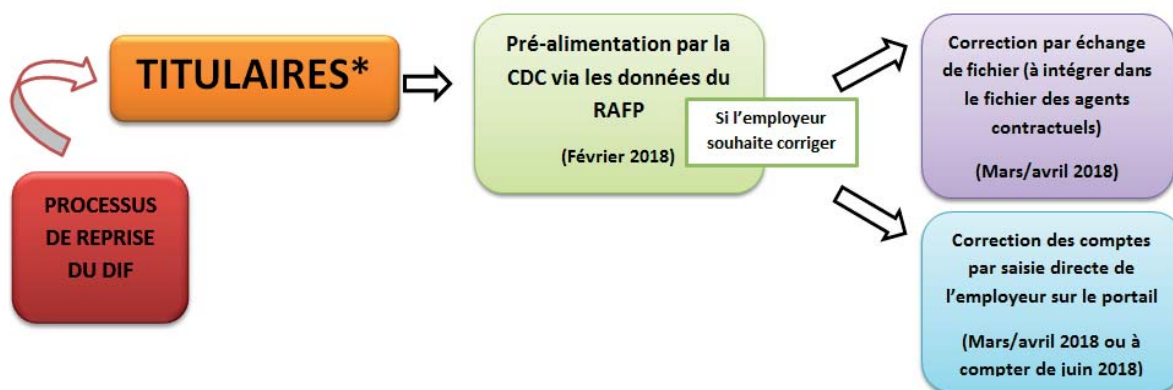 PROCESSUS
DE REPRISE
DU DIF
TITULAIRES*
Pré-alimentation par la
CDC via les données du
RAFP
(Février 2018)
Si l'employeur
souhaite corriger
Correction par échange
de fichier (à intégrer dans
le fichier des agents
contractuels)
(Mars/avril 2018)
Correction des comptes
par saisie directe de
l'employeur sur le portail
(Mars/avril 2018 ou à
compter de juin 2018)